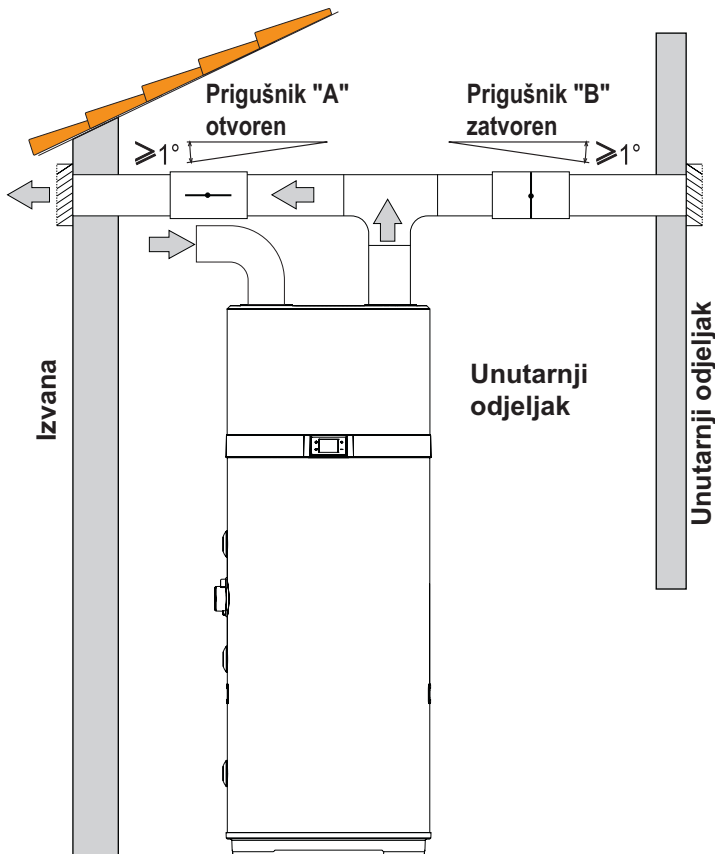 Prigušnik "A"
otvoren
⩾1°
Prigušnik "B"
zatvoren
⩾1°
Izvana
Unutarnji
odjeljak
Unutarnji odjeljak